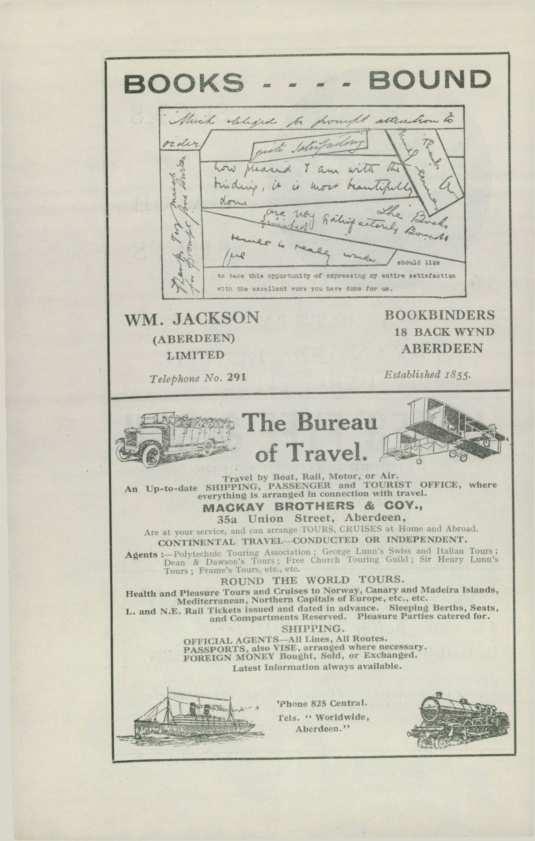 BOOKS - - - - BOUND
Much obliged for prompt attention to
order
quite satisfactory
how pleased I am with the
binding, it is most beautifully
done
The Books
are very satisfactorily Bound
really
should like
to take this opportunity of expressing my entire satisfaction
with the excellent work you have done for us.
WM. JACKSON
(ABERDEEN)
LIMITED
Telephone No. 291
BOOKBINDERS
18 BACK WYND
ABERDEEN
Established 1855.
The Bureau
of Travel.
Travel by Boat, Rail, Motor, or Air.
An Up-to-date SHIPPING, PASSENGER and TOURIST OFFICE, where
everything is arranged in connection with travel.
MACKAY BROTHERS & COY.,
35a Union Street, Aberdeen,
Are at your service, and can arrange TOURS, CRUISES at Home and Abroad.
CONTINENTAL TRAVEL—CONDUCTED OR INDEPENDENT.
Agents :—Polytechnic Touring Association ; George Lunn's Swiss and Italian Tours ;
Dean & Dawson's Tours ; Free Church Touring Guild ; Sir Henry Lunn's
Tours ; Frame's Tours, etc., etc.
ROUND THE WORLD TOURS.
Health and Pleasure Tours and Cruises to Norway, Canary and Madeira Islands,
Mediterranean, Northern Capitals of Europe, etc., etc.
L. and N.E. Rail Tickets issued and dated in advance. Sleeping Berths, Seats,
and Compartments Reserved. Pleasure Parties catered for.
SHIPPING.
OFFICIAL AGENTS—All Lines, All Routes.
PASSPORTS, also VISE, arranged where necessary.
FOREIGN MONEY Bought, Sold, or Exchanged.
Latest Information always available.
'Phone 825 Central.
Tels. "Worldwide,
Aberdeen."